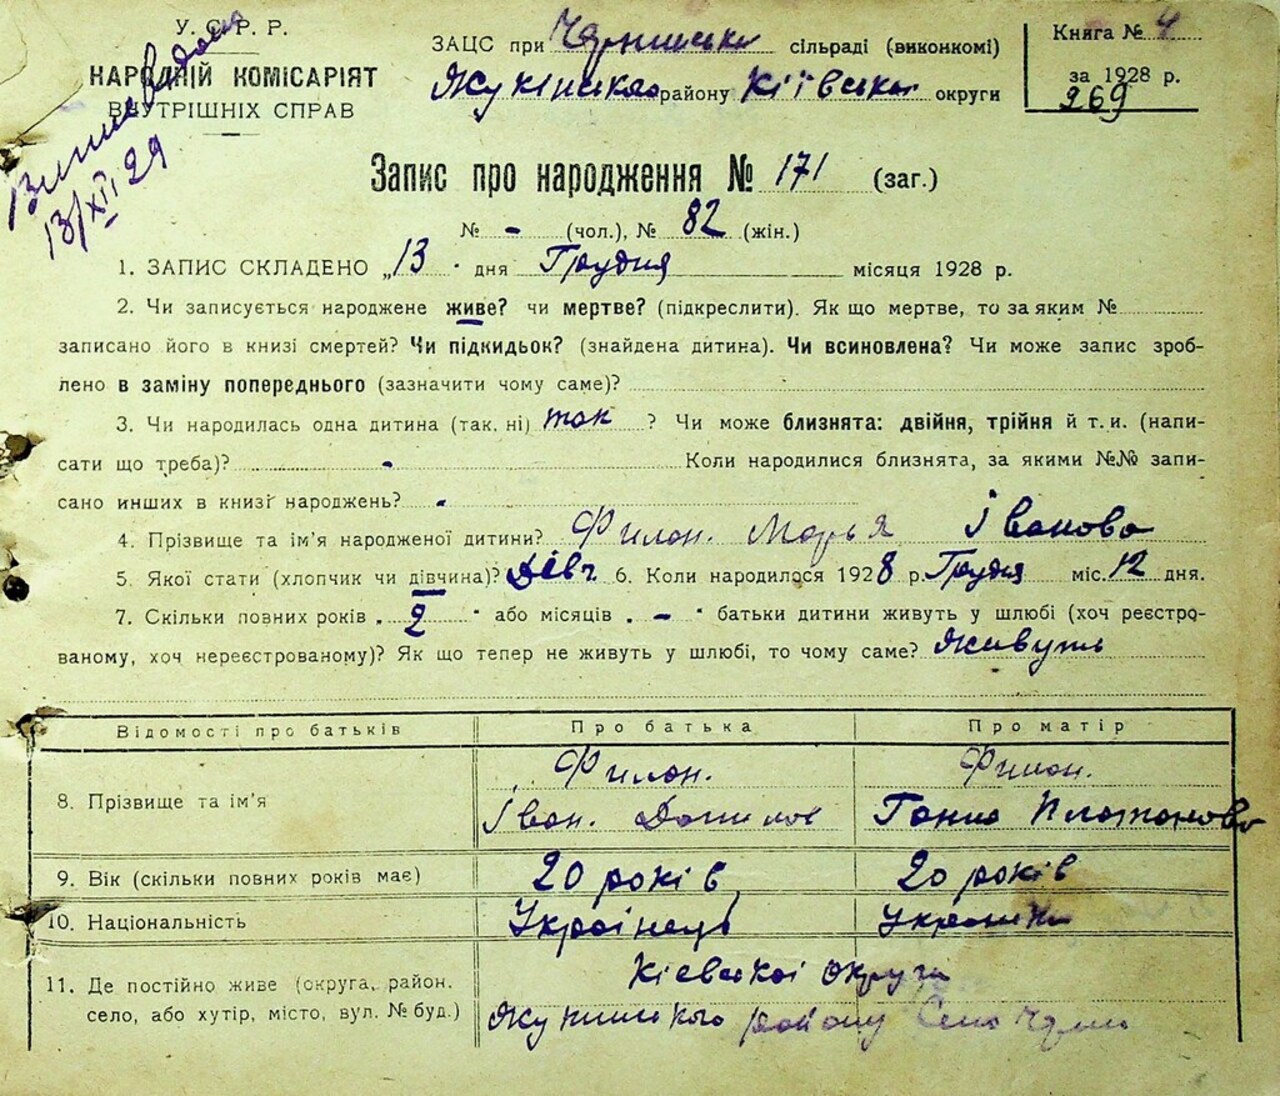 У. С. Р. Р.
НАРОДНІЙ КОМІСАРІЯТ
ВНУТРІШНІХ СПРАВ
13/XII 29
ЗАЦС при сільраді (виконкомі)
району Київської округи
Книга № 4
за 1928 р.
269
Запис про народження № 171 (заг.)
№ - (чол.), № 82 (жін.)
1. ЗАПИС СКЛАДЕНО „13" дня Грудня місяця 1928 р.
2. Чи записується народжене живе? чи мертве? (підкреслити). Як що мертве, то за яким №
записано його в книзі смертей? Чи підкидьок? (знайдена дитина). Чи всиновлена? Чи може запис зроб-
лено в заміну попереднього (зазначити чому саме)?
3. Чи народилась одна дитина (так, ні) так ? Чи може близнята: двійня, трійня й т. и. (напи-
сати що треба)? - Коли народилися близнята, за якими №№ запи-
сано инших в книзі народжень? -
4. Прізвище та ім'я народженої дитини? Филон. Марья Іванова
5. Якої стати (хлопчик чи дівчина)? Дівч 6. Коли народилося 1928 р. Грудня міс. 12 дня.
7. Скільки повних років „ 2 " або місяців „ - " батьки дитини живуть у шлюбі (хоч реєстро-
ваному, хоч нереєстрованому)? Як що тепер не живуть у шлюбі, то чому саме? Живуть
Відомості про батьків Про батька Про матір
8. Прізвище та ім'я Филон. Іван. Данилов Филон. Ганна Платонова
9. Вік (скільки повних років має) 20 років 20 років
10. Національність Українець Українка
11. Де постійно живе (округа, район, Київської округи
село, або хутір, місто, вул. № буд.) району Село